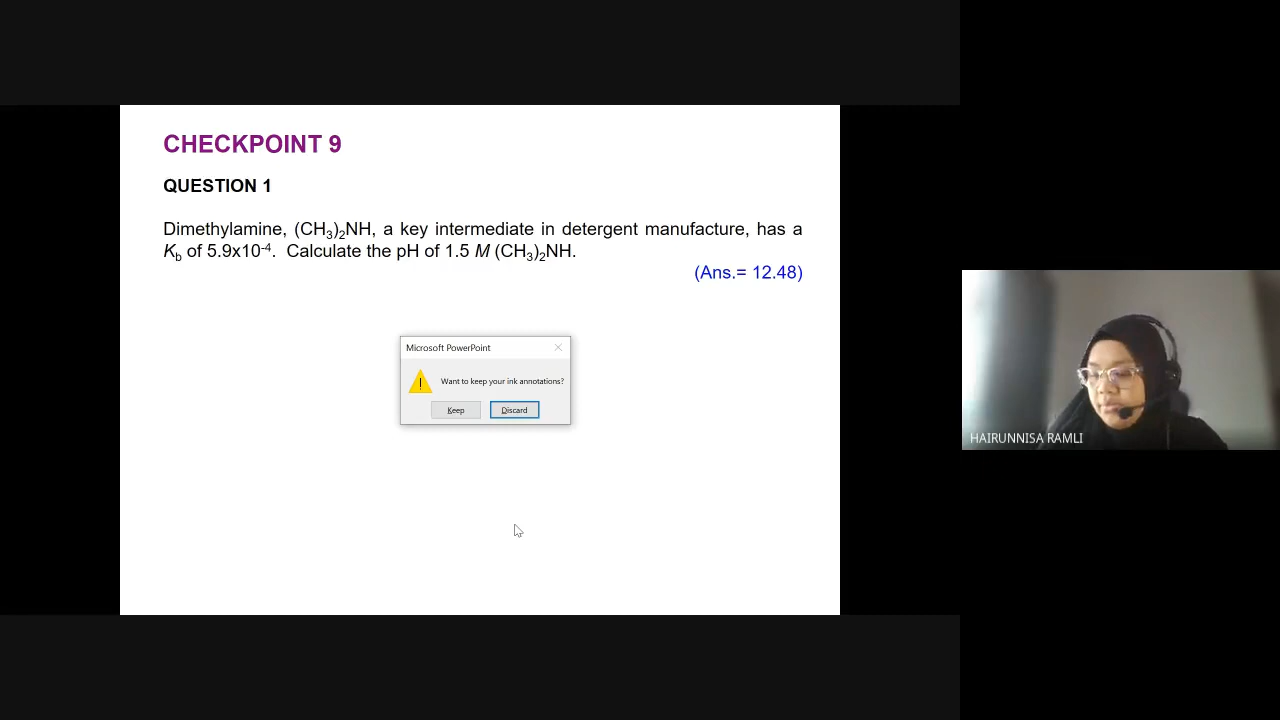 CHECKPOINT 9
QUESTION 1
Dimethylamine, (CH₃)₂NH, a key intermediate in detergent manufacture, has a
K_b of 5.9x10⁻⁴. Calculate the pH of 1.5 M (CH₃)₂NH.
(Ans.= 12.48)
Microsoft PowerPoint
Want to keep your ink annotations?
Keep Discard
HAIRUNNISA RAMLI